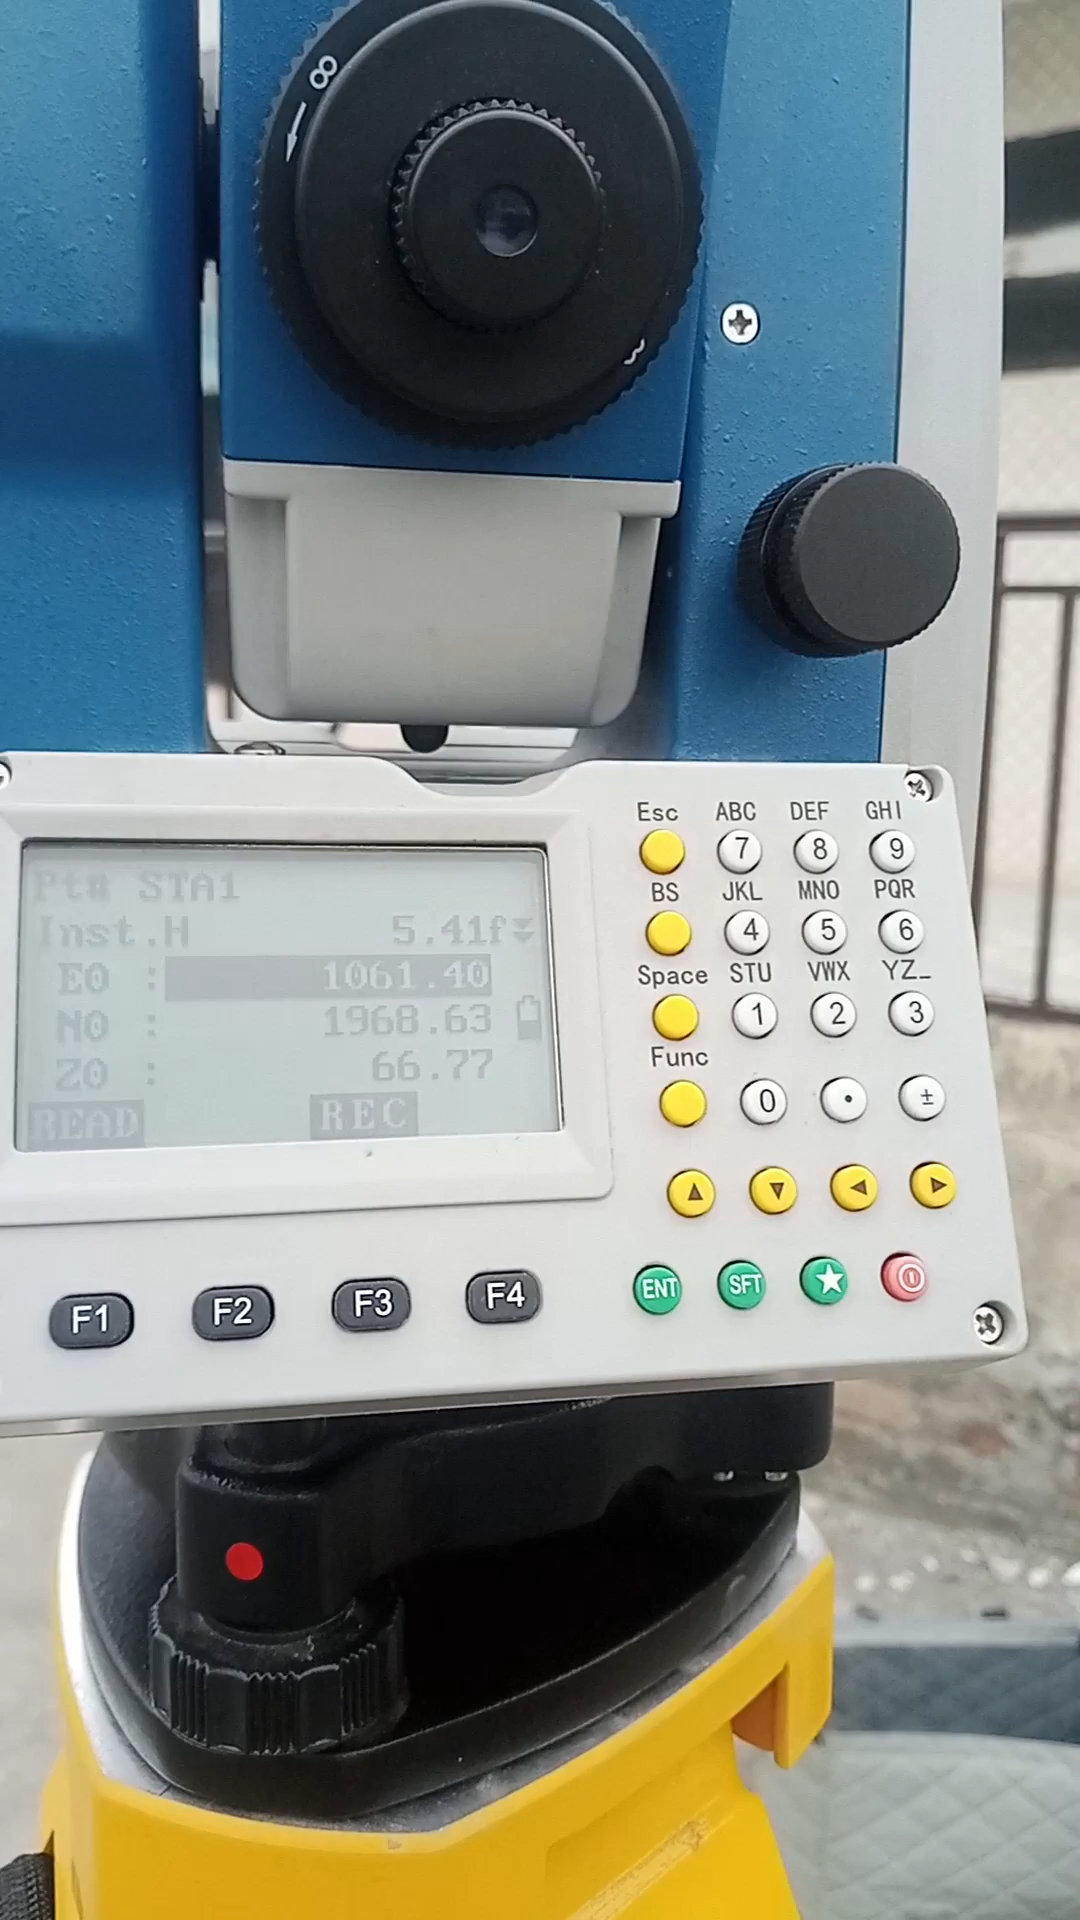 ∞
Pt# STA1
Inst.H 5.41f
E0 : 1061.40
N0 : 1968.63
Z0 : 66.77
READ REC
Esc ABC DEF GHI
7 8 9
BS JKL MNO PQR
4 5 6
Space STU VWX YZ_
1 2 3
Func
0 • ±
F1 F2 F3 F4 ENT SFT